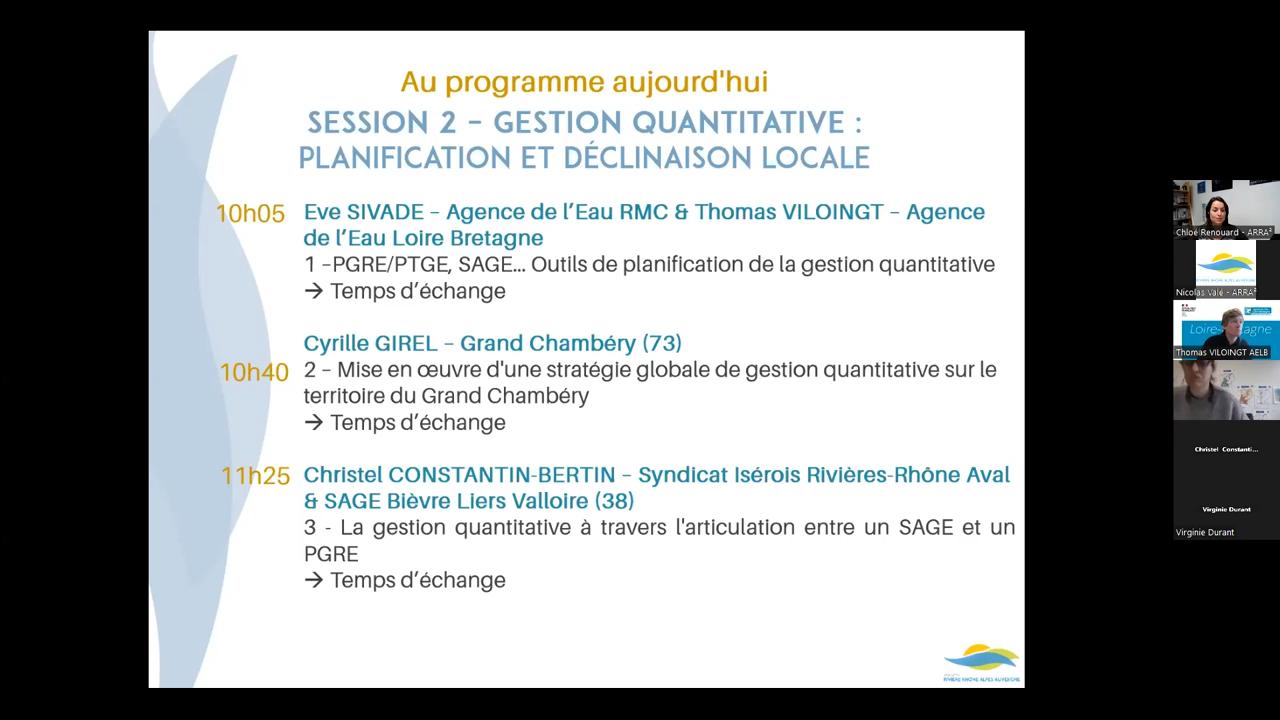 Au programme aujourd'hui
SESSION 2 – GESTION QUANTITATIVE :
PLANIFICATION ET DÉCLINAISON LOCALE
10h05
Eve SIVADE – Agence de l’Eau RMC & Thomas VILOINGT – Agence
de l’Eau Loire Bretagne
1 –PGRE/PTGE, SAGE... Outils de planification de la gestion quantitative
→ Temps d’échange
Cyrille GIREL – Grand Chambéry (73)
10h40
2 – Mise en œuvre d'une stratégie globale de gestion quantitative sur le
territoire du Grand Chambéry
→ Temps d’échange
11h25
Christel CONSTANTIN-BERTIN – Syndicat Isérois Rivières-Rhône Aval
& SAGE Bièvre Liers Valloire (38)
3 - La gestion quantitative à travers l'articulation entre un SAGE et un
PGRE
→ Temps d’échange
RIVIÈRE RHÔNE ALPES AUVERGNE
Chloé Renouard - ARRA²
Nicolas Valé - ARRA²
Thomas VILOINGT AELB
Christel Constanti...
Virginie Durant
Virginie Durant